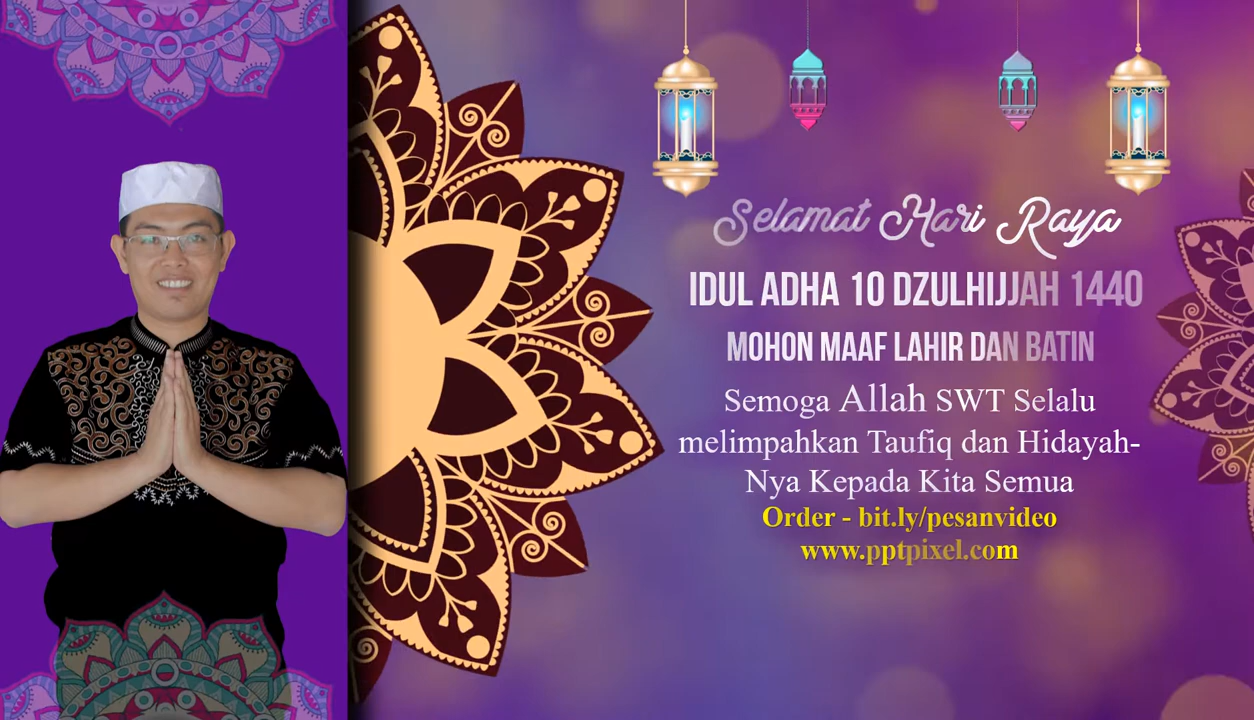 Selamat Hari Raya
IDUL ADHA 10 DZULHIJJAH 1440
MOHON MAAF LAHIR DAN BATIN
Semoga Allah SWT Selalu
melimpahkan Taufiq dan Hidayah-
Nya Kepada Kita Semua
Order - bit.ly/pesanvideo
www.pptpixel.com